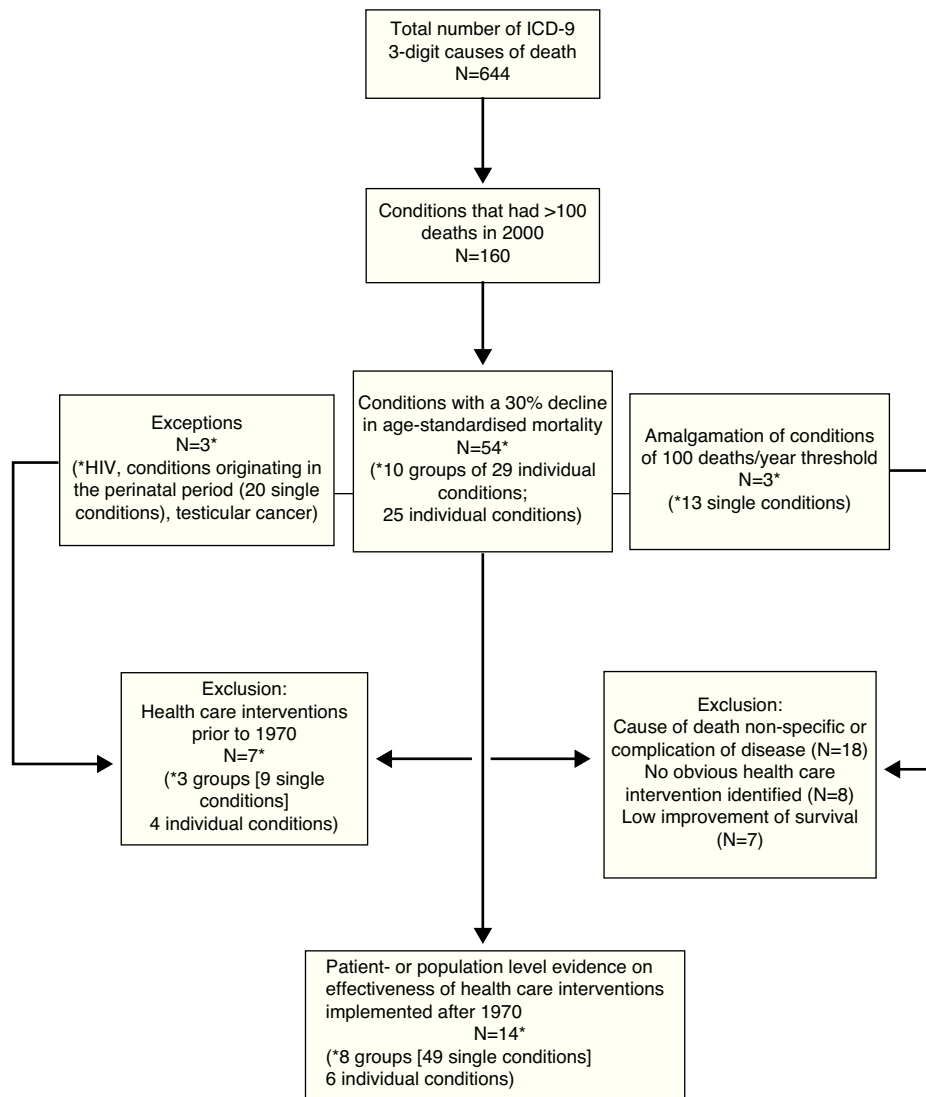 Total number of ICD-9
3-digit causes of death
N=644
Conditions that had >100
deaths in 2000
N=160
Exceptions
N=3*
(*HIV, conditions originating in
the perinatal period (20 single
conditions), testicular cancer)
Conditions with a 30% decline
in age-standardised mortality
N=54*
(*10 groups of 29 individual
conditions;
25 individual conditions)
Amalgamation of conditions
of 100 deaths/year threshold
N=3*
(*13 single conditions)
Exclusion:
Health care interventions
prior to 1970
N=7*
(*3 groups [9 single
conditions]
4 individual conditions)
Exclusion:
Cause of death non-specific or
complication of disease (N=18)
No obvious health care
intervention identified (N=8)
Low improvement of survival
(N=7)
Patient- or population level evidence on
effectiveness of health care interventions
implemented after 1970
N=14*
(*8 groups [49 single conditions]
6 individual conditions)